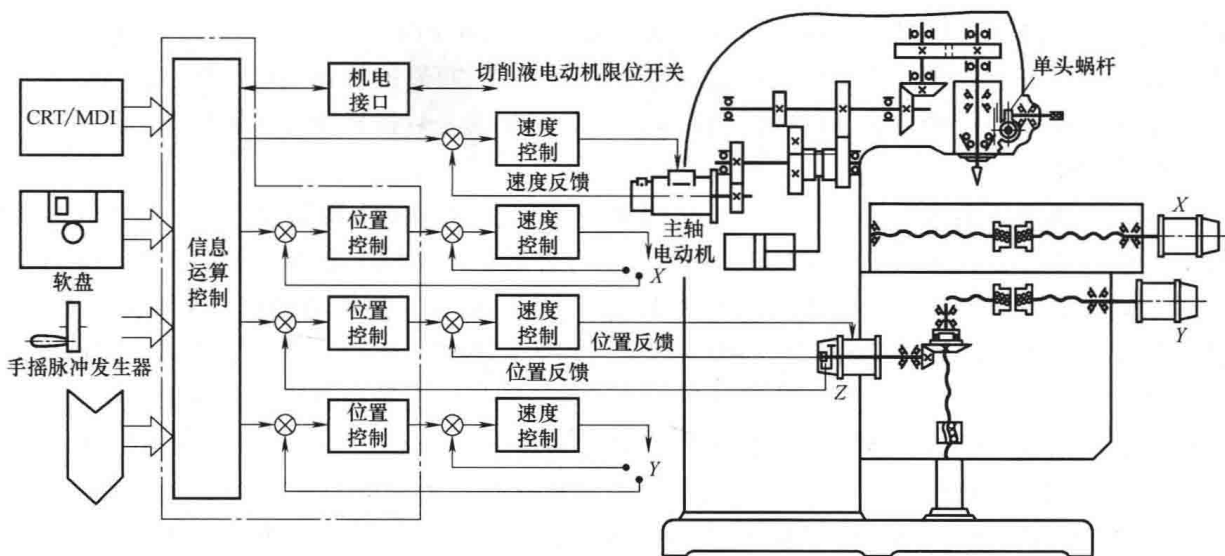 CRT/MDI
软盘
手摇脉冲发生器
信息
运算
控制
机电
接口
切削液电动机限位开关
速度
控制
速度反馈
位置
控制
速度
控制
X
位置
控制
速度
控制
位置反馈
位置反馈
位置
控制
速度
控制
Y
主轴
电动机
Z
单头蜗杆
X
Y